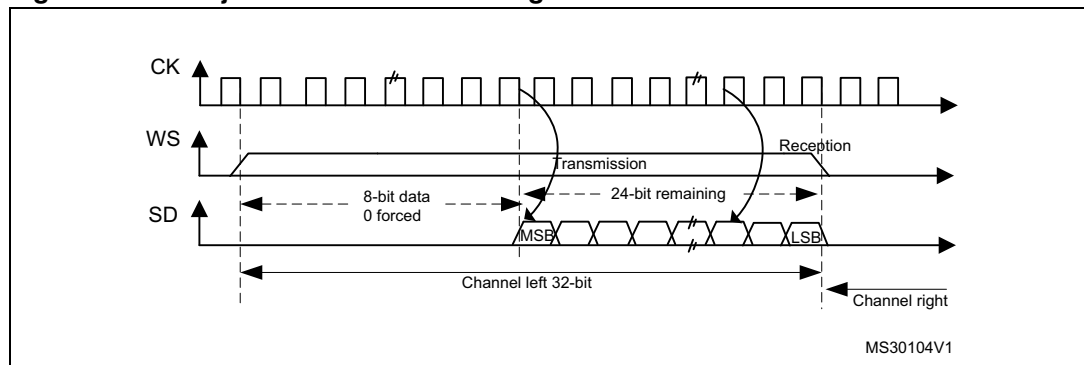 CK
WS
Reception
Transmission
8-bit data
0 forced
24-bit remaining
SD
MSB
LSB
Channel left 32-bit
Channel right
MS30104V1